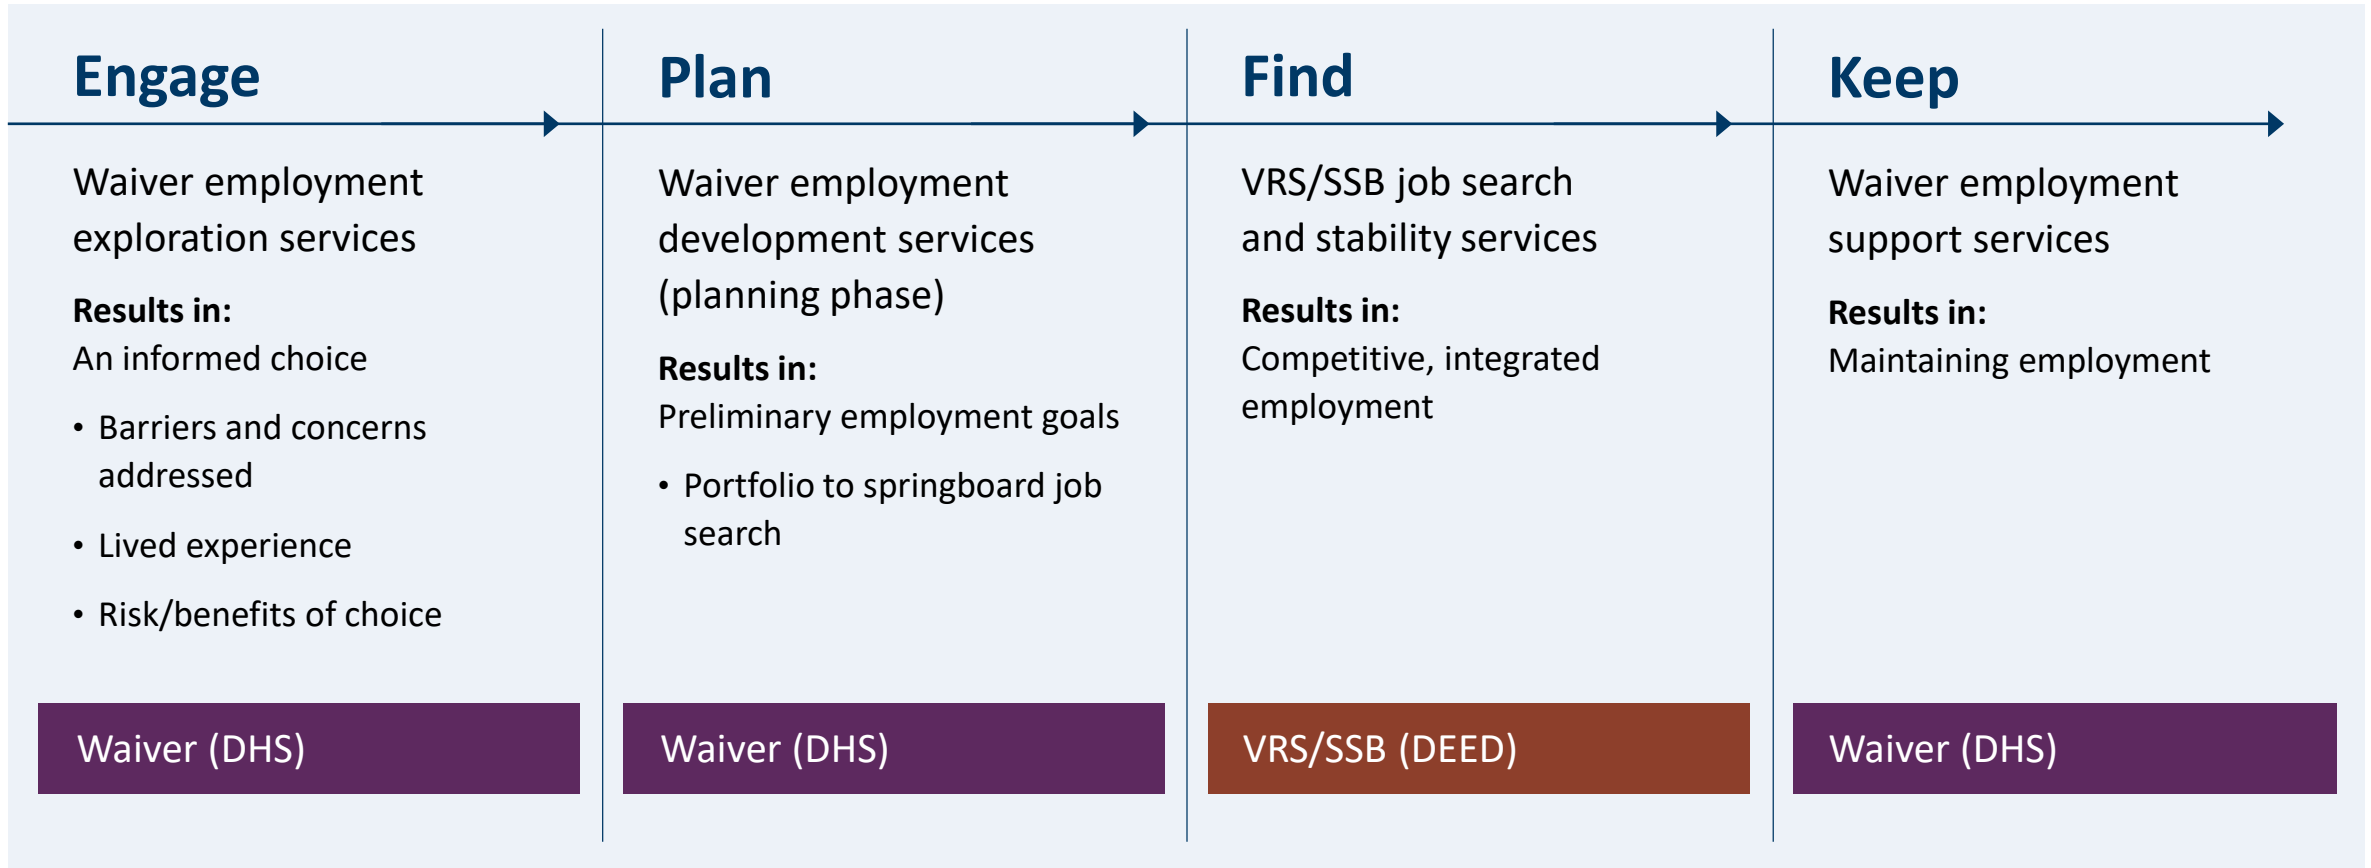 Engage
Waiver employment
exploration services
Results in:
An informed choice
• Barriers and concerns
addressed
• Lived experience
• Risk/benefits of choice
Waiver (DHS)
Plan
Waiver employment
development services
(planning phase)
Results in:
Preliminary employment goals
• Portfolio to springboard job
search
Waiver (DHS)
Find
VRS/SSB job search
and stability services
Results in:
Competitive, integrated
employment
VRS/SSB (DEED)
Keep
Waiver employment
support services
Results in:
Maintaining employment
Waiver (DHS)